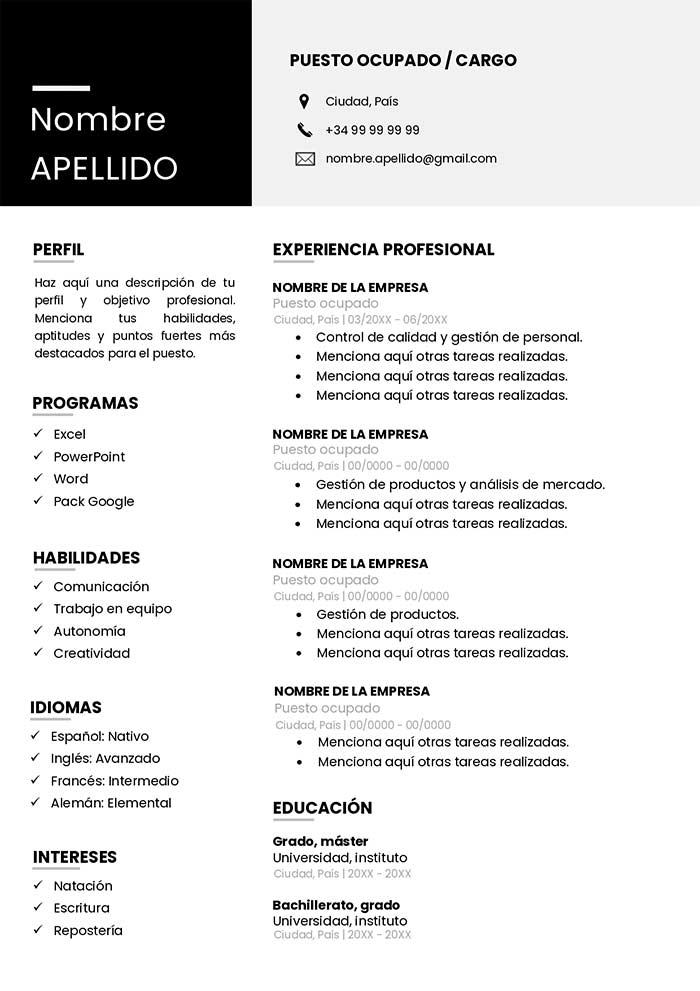 Nombre
APELLIDO
PUESTO OCUPADO / CARGO
Ciudad, País
+34 99 99 99 99
nombre.apellido@gmail.com
PERFIL
Haz aquí una descripción de tu
perfil y objetivo profesional.
Menciona tus habilidades,
aptitudes y puntos fuertes más
destacados para el puesto.
PROGRAMAS
Excel
PowerPoint
Word
Pack Google
HABILIDADES
Comunicación
Trabajo en equipo
Autonomía
Creatividad
IDIOMAS
Español: Nativo
Inglés: Avanzado
Francés: Intermedio
Alemán: Elemental
INTERESES
Natación
Escritura
Repostería
EXPERIENCIA PROFESIONAL
NOMBRE DE LA EMPRESA
Puesto ocupado
Ciudad, País | 03/20XX - 06/20XX
Control de calidad y gestión de personal.
Menciona aquí otras tareas realizadas.
Menciona aquí otras tareas realizadas.
Menciona aquí otras tareas realizadas.
NOMBRE DE LA EMPRESA
Puesto ocupado
Ciudad, País | 00/0000 - 00/0000
Gestión de productos y análisis de mercado.
Menciona aquí otras tareas realizadas.
Menciona aquí otras tareas realizadas.
NOMBRE DE LA EMPRESA
Puesto ocupado
Ciudad, País | 00/0000 - 00/0000
Gestión de productos.
Menciona aquí otras tareas realizadas.
Menciona aquí otras tareas realizadas.
NOMBRE DE LA EMPRESA
Puesto ocupado
Ciudad, País | 00/0000 - 00/0000
Menciona aquí otras tareas realizadas.
Menciona aquí otras tareas realizadas.
EDUCACIÓN
Grado, máster
Universidad, instituto
Ciudad, País | 20XX - 20XX
Bachillerato, grado
Universidad, instituto
Ciudad, País | 20XX - 20XX